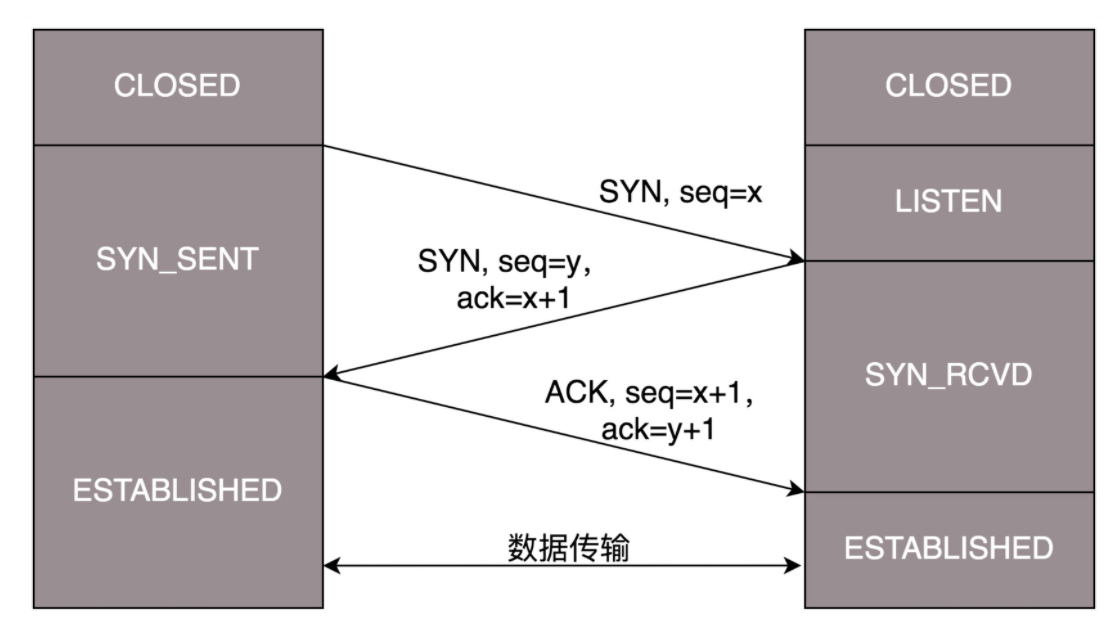 CLOSED
CLOSED
SYN, seq=x
LISTEN
SYN_SENT
SYN, seq=y,
ack=x+1
SYN_RCVD
ACK, seq=x+1,
ack=y+1
ESTABLISHED
数据传输
ESTABLISHED